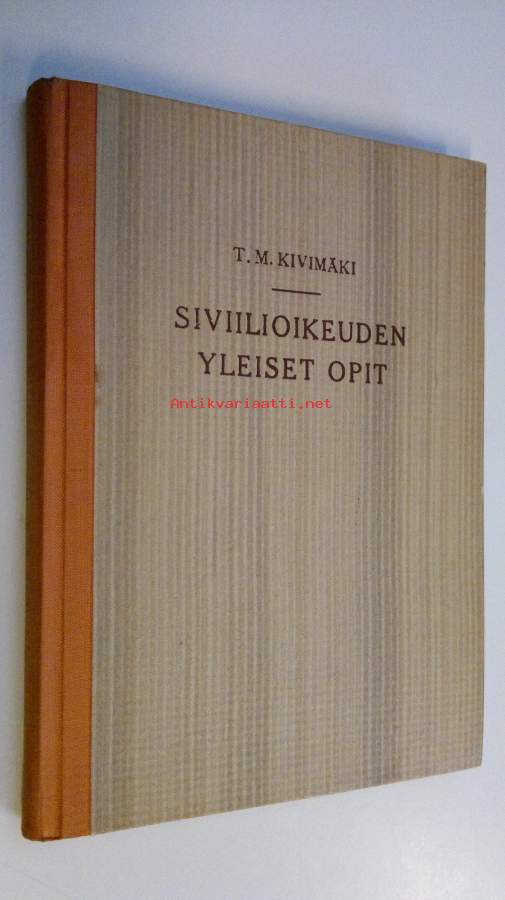 T. M. KIVIMÄKI
SIVIILIOIKEUDEN
YLEISET OPIT
Antikvariaatti.net